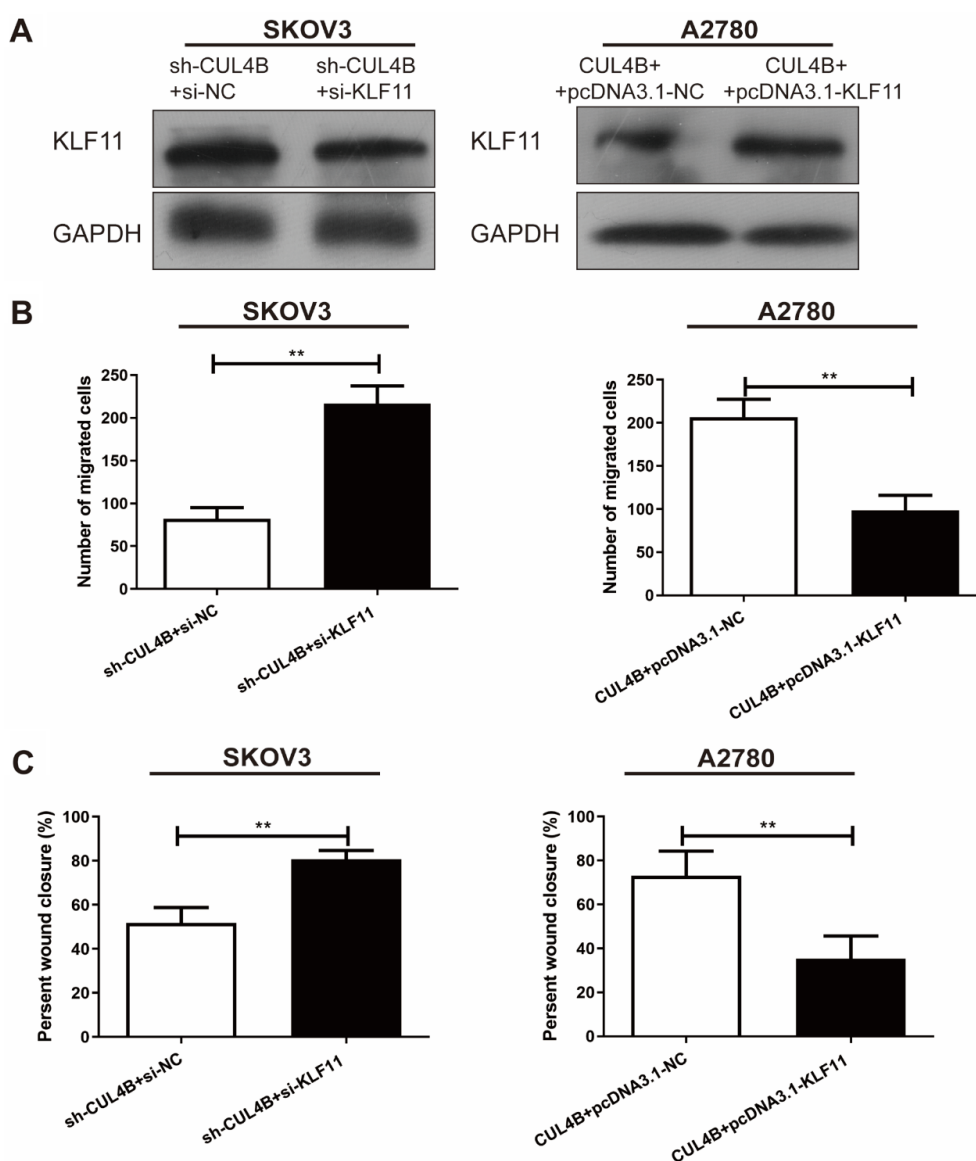 A
SKOV3
sh-CUL4B
+si-NC
sh-CUL4B
+si-KLF11
KLF11
GAPDH
A2780
CUL4B+
+pcDNA3.1-NC
CUL4B+
+pcDNA3.1-KLF11
KLF11
GAPDH
B
SKOV3
**
Number of migrated cells
250
200
150
100
50
0
sh-CUL4B+si-NC
sh-CUL4B+si-KLF11
A2780
**
Number of migrated cells
250
200
150
100
50
0
CUL4B+pcDNA3.1-NC
CUL4B+pcDNA3.1-KLF11
C
SKOV3
**
Persent wound closure (%)
100
80
60
40
20
0
sh-CUL4B+si-NC
sh-CUL4B+si-KLF11
A2780
**
Persent wound closure (%)
100
80
60
40
20
0
CUL4B+pcDNA3.1-NC
CUL4B+pcDNA3.1-KLF11